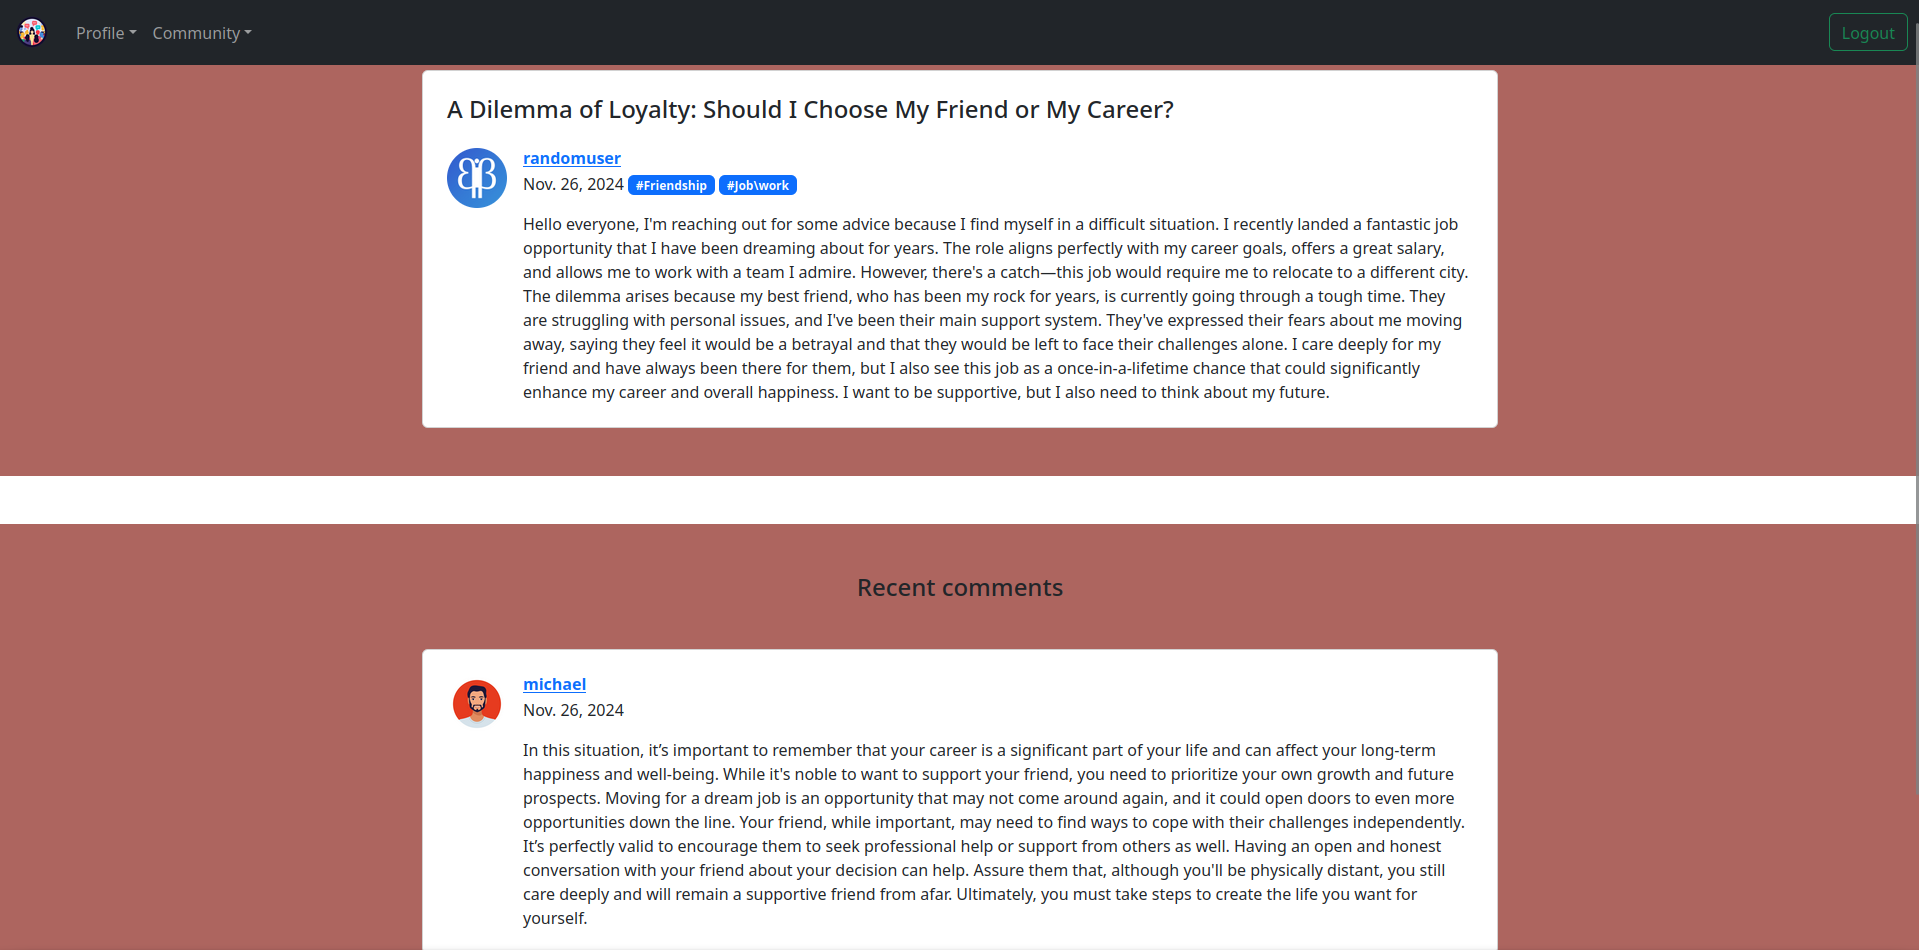 Profile Community Logout
A Dilemma of Loyalty: Should I Choose My Friend or My Career?
randomuser
Nov. 26, 2024 #Friendship #Job\work
Hello everyone, I'm reaching out for some advice because I find myself in a difficult situation. I recently landed a fantastic job
opportunity that I have been dreaming about for years. The role aligns perfectly with my career goals, offers a great salary,
and allows me to work with a team I admire. However, there's a catch—this job would require me to relocate to a different city.
The dilemma arises because my best friend, who has been my rock for years, is currently going through a tough time. They
are struggling with personal issues, and I've been their main support system. They've expressed their fears about me moving
away, saying they feel it would be a betrayal and that they would be left to face their challenges alone. I care deeply for my
friend and have always been there for them, but I also see this job as a once-in-a-lifetime chance that could significantly
enhance my career and overall happiness. I want to be supportive, but I also need to think about my future.
Recent comments
michael
Nov. 26, 2024
In this situation, it’s important to remember that your career is a significant part of your life and can affect your long-term
happiness and well-being. While it's noble to want to support your friend, you need to prioritize your own growth and future
prospects. Moving for a dream job is an opportunity that may not come around again, and it could open doors to even more
opportunities down the line. Your friend, while important, may need to find ways to cope with their challenges independently.
It’s perfectly valid to encourage them to seek professional help or support from others as well. Having an open and honest
conversation with your friend about your decision can help. Assure them that, although you'll be physically distant, you still
care deeply and will remain a supportive friend from afar. Ultimately, you must take steps to create the life you want for
yourself.